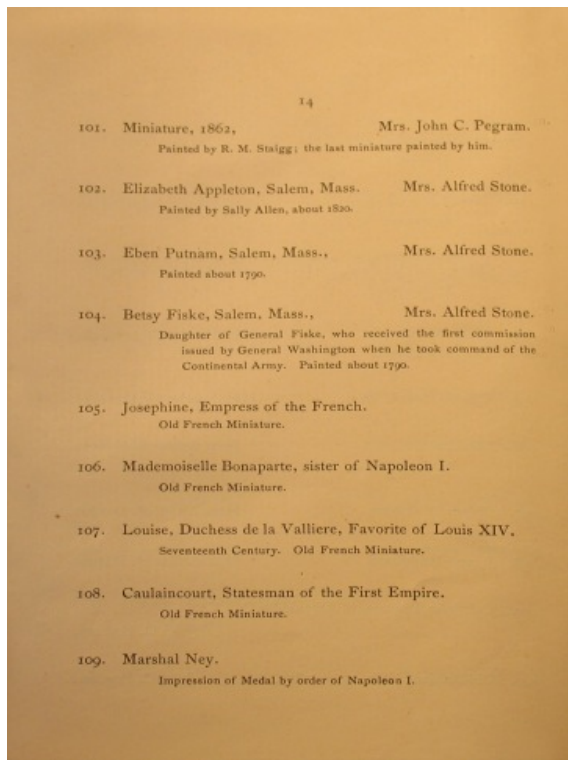 14
101. Miniature, 1862, Mrs. John C. Pegram.
Painted by R. M. Staigg; the last miniature painted by him.
102. Elizabeth Appleton, Salem, Mass. Mrs. Alfred Stone.
Painted by Sally Allen, about 1820.
103. Eben Putnam, Salem, Mass., Mrs. Alfred Stone.
Painted about 1790.
104. Betsy Fiske, Salem, Mass., Mrs. Alfred Stone.
Daughter of General Fiske, who received the first commission
issued by General Washington when he took command of the
Continental Army. Painted about 1790.
105. Josephine, Empress of the French.
Old French Miniature.
106. Mademoiselle Bonaparte, sister of Napoleon I.
Old French Miniature.
107. Louise, Duchess de la Valliere, Favorite of Louis XIV.
Seventeenth Century. Old French Miniature.
108. Caulaincourt, Statesman of the First Empire.
Old French Miniature.
109. Marshal Ney.
Impression of Medal by order of Napoleon I.